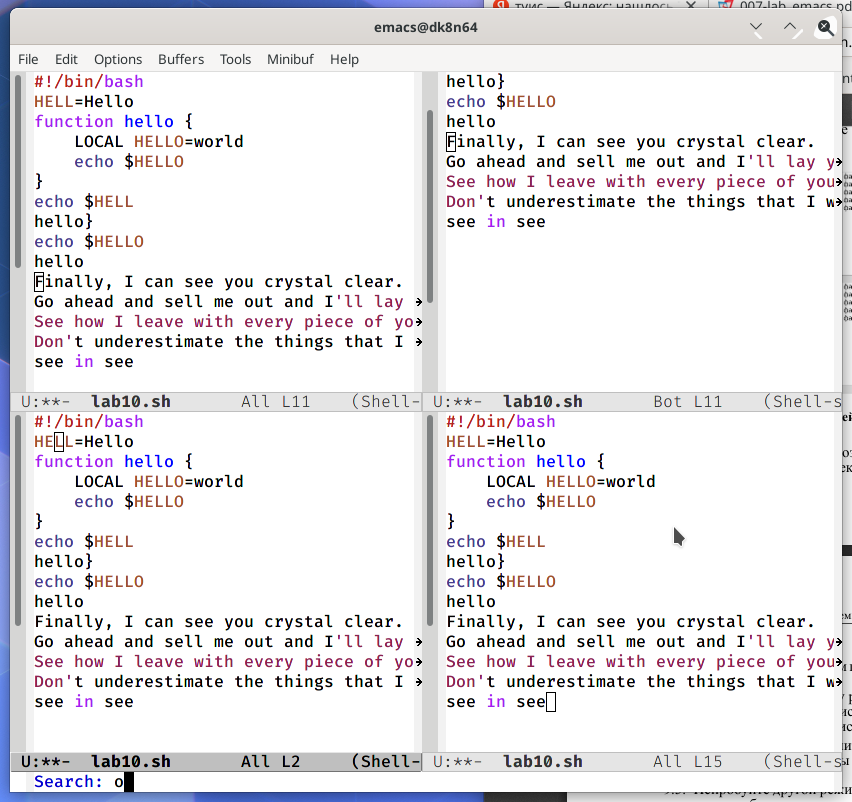 туис — Яндекс: нашлось
007-lab_emacs.pd
emacs@dk8n64
File Edit Options Buffers Tools Minibuf Help
#!/bin/bash
HELL=Hello
function hello {
    LOCAL HELLO=world
    echo $HELLO
}
echo $HELL
hello}
echo $HELLO
hello
Finally, I can see you crystal clear.
Go ahead and sell me out and I'll lay
See how I leave with every piece of yo
Don't underestimate the things that I
see in see
U:**-  lab10.sh       All L11    (Shell-
hello}
echo $HELLO
hello
Finally, I can see you crystal clear.
Go ahead and sell me out and I'll lay y
See how I leave with every piece of you
Don't underestimate the things that I w
see in see
U:**-  lab10.sh       Bot L11    (Shell-s
#!/bin/bash
HELL=Hello
function hello {
    LOCAL HELLO=world
    echo $HELLO
}
echo $HELL
hello}
echo $HELLO
hello
Finally, I can see you crystal clear.
Go ahead and sell me out and I'll lay
See how I leave with every piece of yo
Don't underestimate the things that I
see in see
U:**-  lab10.sh       All L2     (Shell-
#!/bin/bash
HELL=Hello
function hello {
    LOCAL HELLO=world
    echo $HELLO
}
echo $HELL
hello}
echo $HELLO
hello
Finally, I can see you crystal clear.
Go ahead and sell me out and I'll lay y
See how I leave with every piece of you
Don't underestimate the things that I w
see in see
U:**-  lab10.sh       All L15    (Shell-s
Search: o